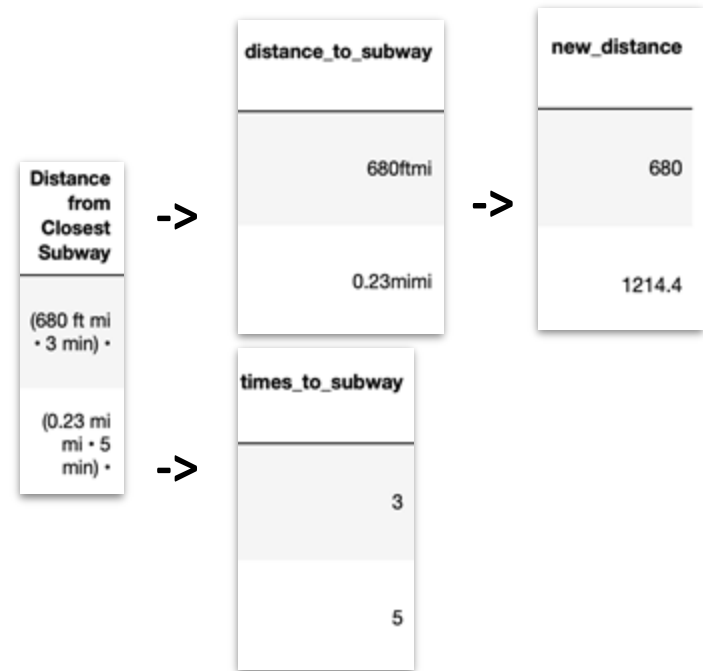 Distance
from
Closest
Subway
(680 ft mi
• 3 min) •
(0.23 mi
mi • 5
min) •
->
distance_to_subway
680ftmi
0.23mimi
->
new_distance
680
1214.4
->
times_to_subway
3
5